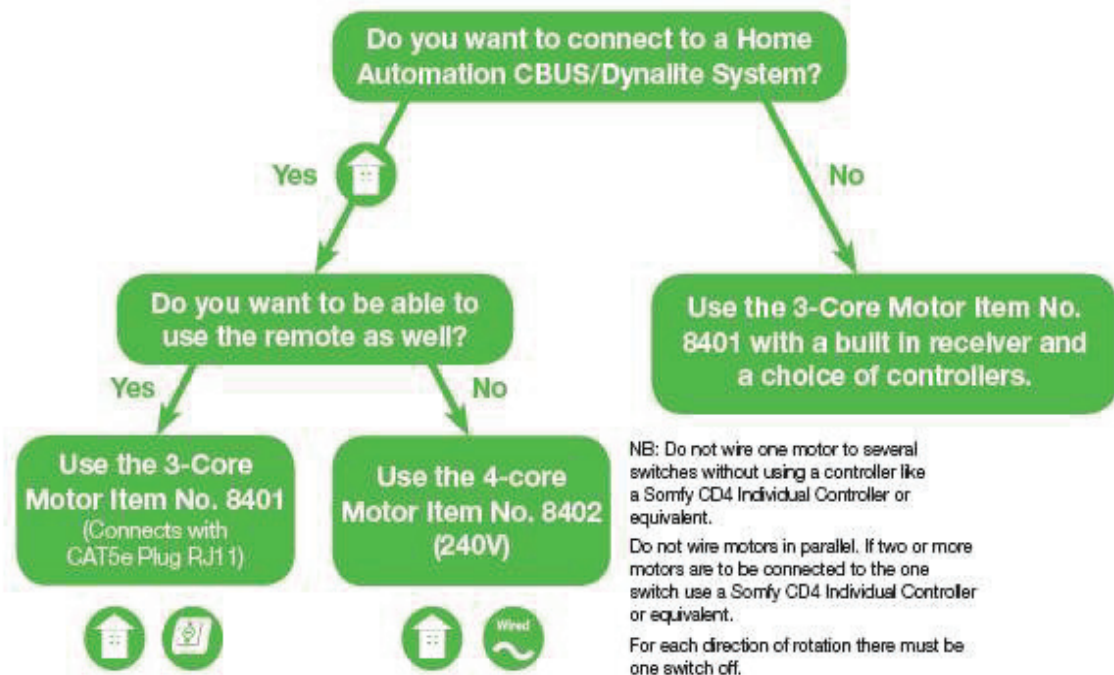 Do you want to connect to a Home
Automation CBUS/Dynalite System?
Yes
No
Do you want to be able to
use the remote as well?
Use the 3-Core Motor Item No.
8401 with a built in receiver and
a choice of controllers.
Yes
No
Use the 3-Core
Motor Item No. 8401
(Connects with
CAT5e Plug RJ11)
Use the 4-core
Motor Item No. 8402
(240V)
NB: Do not wire one motor to several
switches without using a controller like
a Somfy CD4 Individual Controller or
equivalent.
Do not wire motors in parallel. If two or more
motors are to be connected to the one
switch use a Somfy CD4 Individual Controller
or equivalent.
For each direction of rotation there must be
one switch off.
Wired